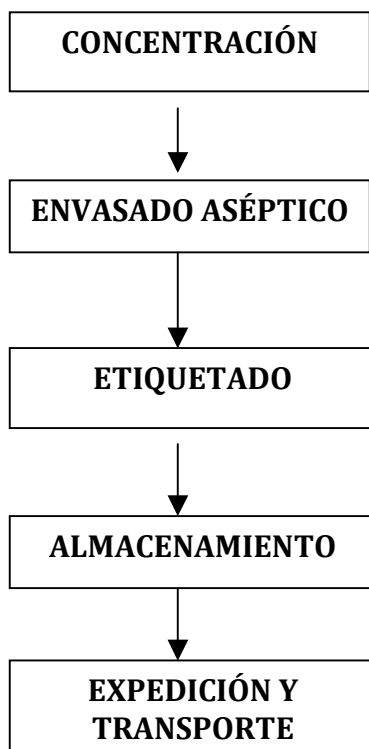 CONCENTRACIÓN
ENVASADO ASÉPTICO
ETIQUETADO
ALMACENAMIENTO
EXPEDICIÓN Y
TRANSPORTE